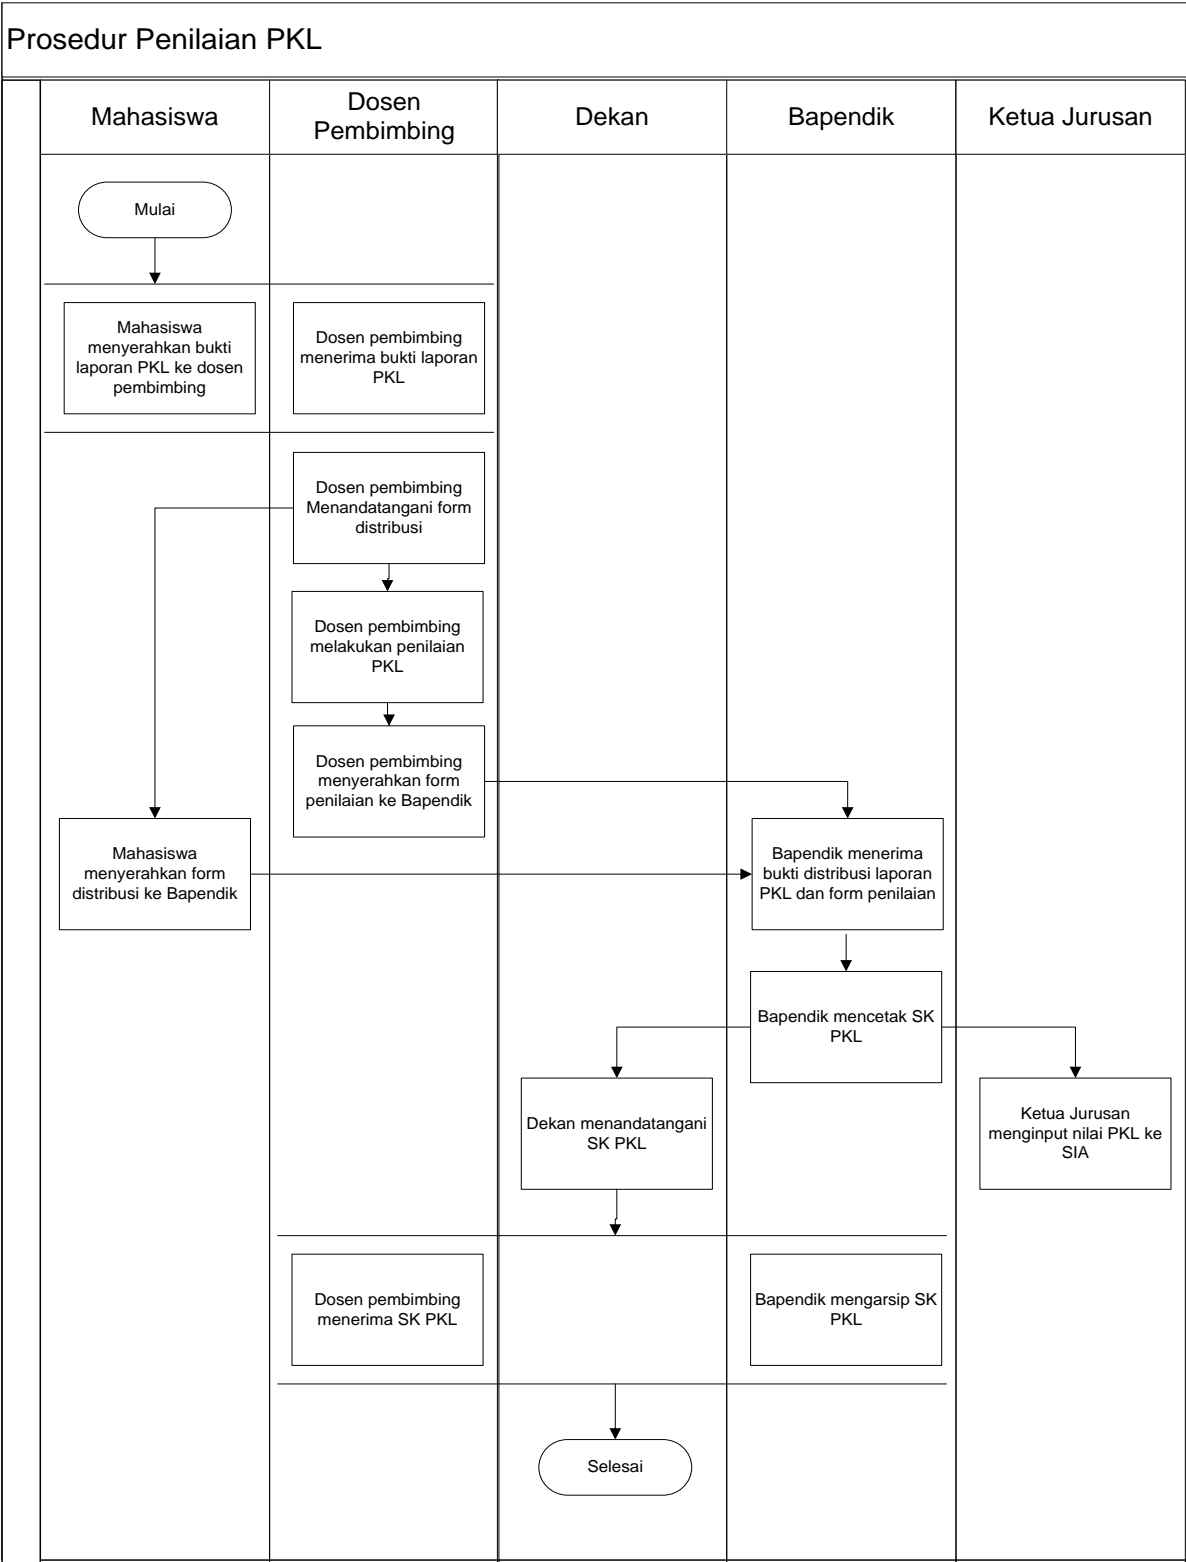 Prosedur Penilaian PKL
Mahasiswa
Dosen
Pembimbing
Dekan
Bapendik
Ketua Jurusan
Mulai
Mahasiswa
menyerahkan bukti
laporan PKL ke dosen
pembimbing
Dosen pembimbing
menerima bukti laporan
PKL
Dosen pembimbing
Menandatangani form
distribusi
Dosen pembimbing
melakukan penilaian
PKL
Dosen pembimbing
menyerahkan form
penilaian ke Bapendik
Mahasiswa
menyerahkan form
distribusi ke Bapendik
Bapendik menerima
bukti distribusi laporan
PKL dan form penilaian
Bapendik mencetak SK
PKL
Dekan menandatangani
SK PKL
Ketua Jurusan
menginput nilai PKL ke
SIA
Dosen pembimbing
menerima SK PKL
Bapendik mengarsip SK
PKL
Selesai